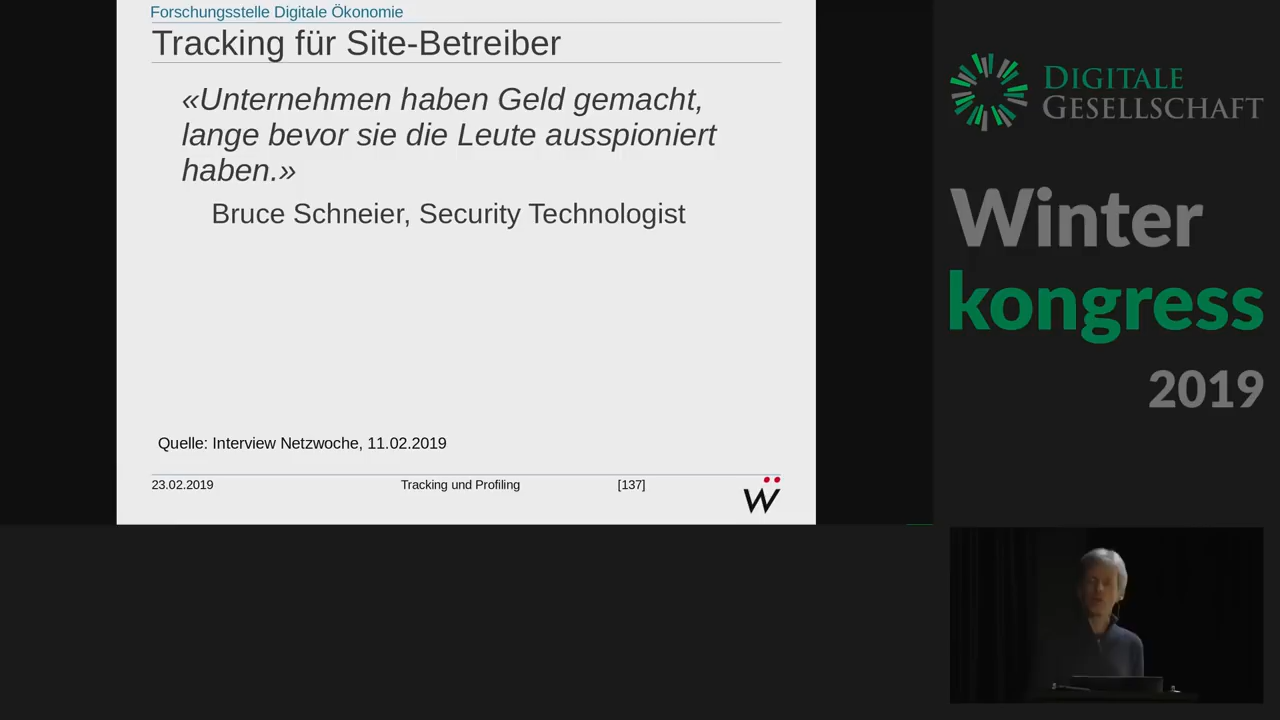 Forschungsstelle Digitale Ökonomie
Tracking für Site-Betreiber
«Unternehmen haben Geld gemacht,
lange bevor sie die Leute ausspioniert
haben.»
Bruce Schneier, Security Technologist
Quelle: Interview Netzwoche, 11.02.2019
23.02.2019
Tracking und Profiling
[137]
Ẅ
DIGITALE
GESELLSCHAFT
Winter
kongress
2019